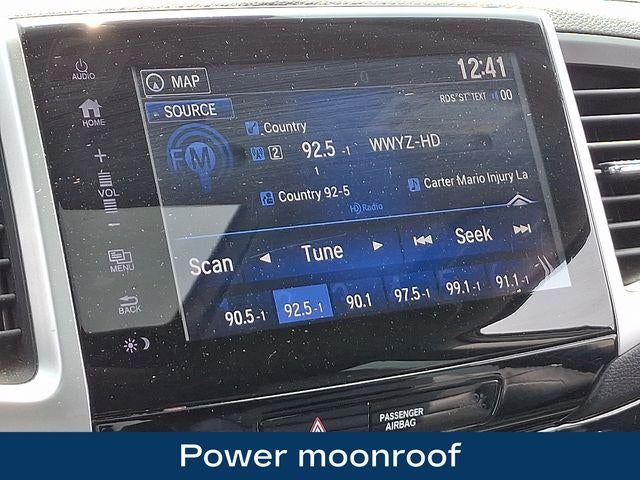 AUDIO
HOME
+
VOL
−
MENU
BACK
MAP
12:41
SOURCE
RDS "ST" TEXT 00
Country
FM
2 92.5-1 WWYZ-HD
1
Country 92-5
Carter Mario Injury La
HD Radio
Scan Tune Seek
90.5-1 92.5-1 90.1 97.5-1 99.1-1 91.1-1
PASSENGER
AIRBAG
Power moonroof